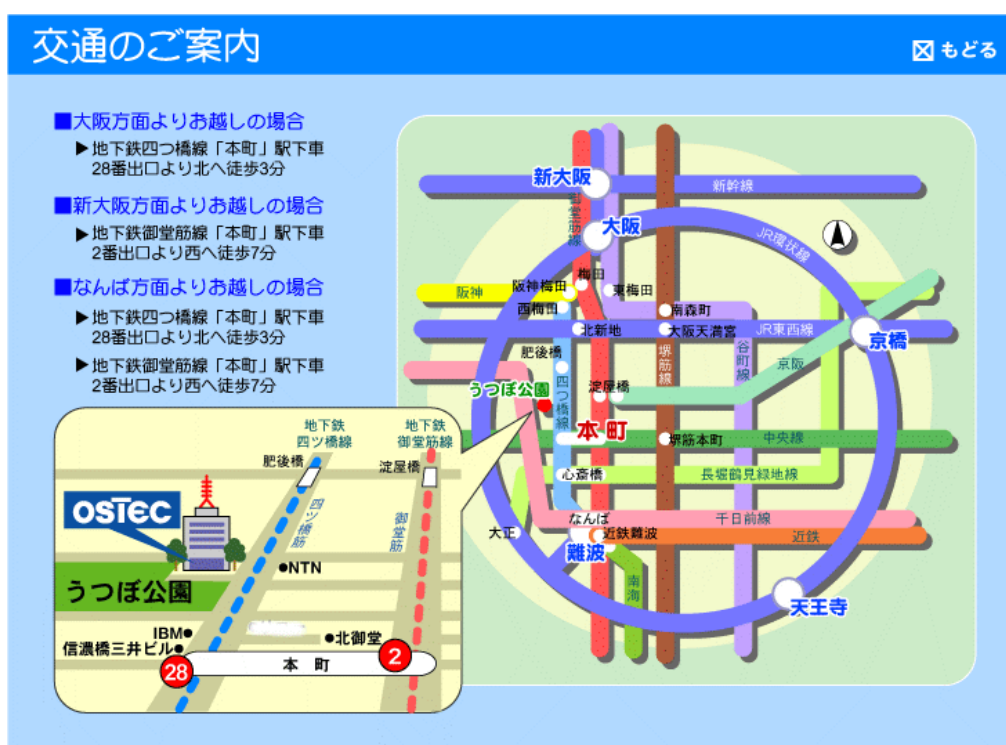 交通のご案内
もどる
■大阪方面よりお越しの場合
▶地下鉄四つ橋線「本町」駅下車
28番出口より北へ徒歩3分
■新大阪方面よりお越しの場合
▶地下鉄御堂筋線「本町」駅下車
2番出口より西へ徒歩7分
■なんば方面よりお越しの場合
▶地下鉄四つ橋線「本町」駅下車
28番出口より北へ徒歩3分
▶地下鉄御堂筋線「本町」駅下車
2番出口より西へ徒歩7分
新大阪
新幹線
御堂筋線
大阪
JR環状線
梅田
阪神
阪神梅田
東梅田
西梅田
南森町
北新地
大阪天満宮
JR東西線
京橋
肥後橋
堺筋線
谷町線
京阪
うつぼ公園
四つ橋線
淀屋橋
本町
堺筋本町
中央線
心斎橋
長堀鶴見緑地線
なんば
千日前線
大正
近鉄難波
近鉄
難波
南海
天王寺
地下鉄
四ツ橋線
地下鉄
御堂筋線
肥後橋
淀屋橋
OSTEC
四ツ橋筋
御堂筋
●NTN
うつぼ公園
IBM●
●北御堂
信濃橋三井ビル●
28
本町
2